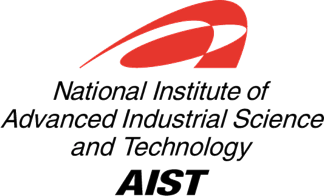 National Institute of
Advanced Industrial Science
and Technology
AIST